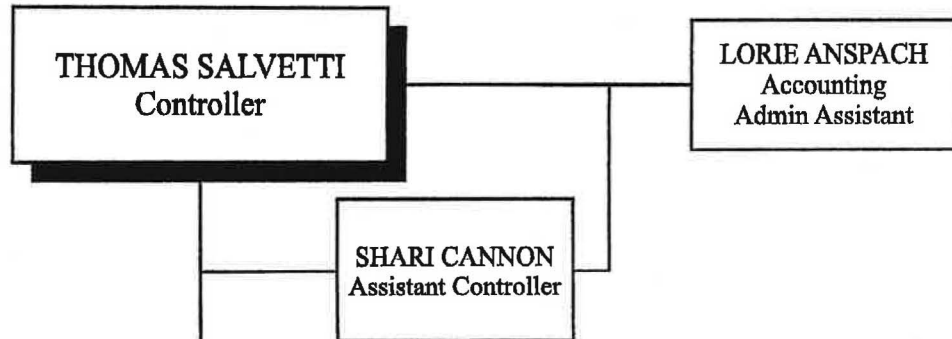 THOMAS SALVETTI
Controller
LORIE ANSPACH
Accounting
Admin Assistant
SHARI CANNON
Assistant Controller